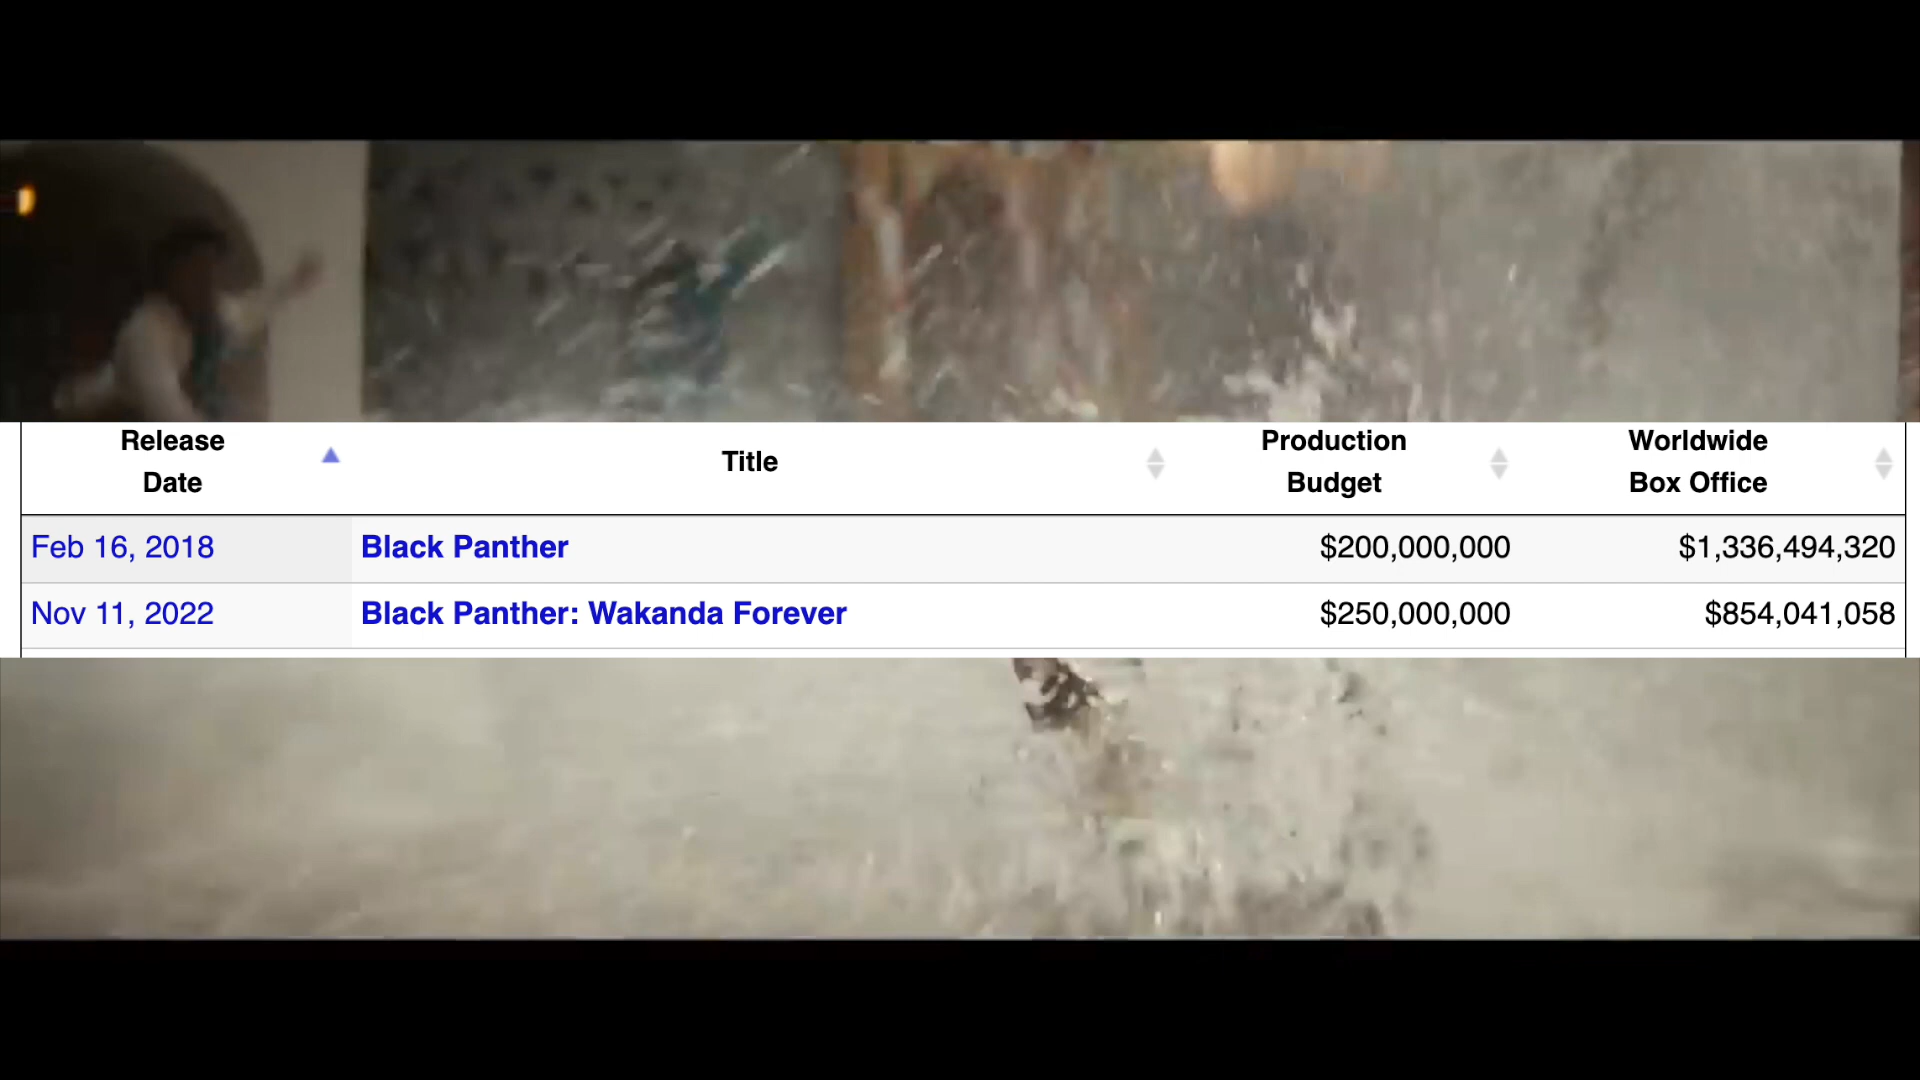 Release Date
Title
Production Budget
Worldwide Box Office
Feb 16, 2018 Black Panther $200,000,000 $1,336,494,320
Nov 11, 2022 Black Panther: Wakanda Forever $250,000,000 $854,041,058